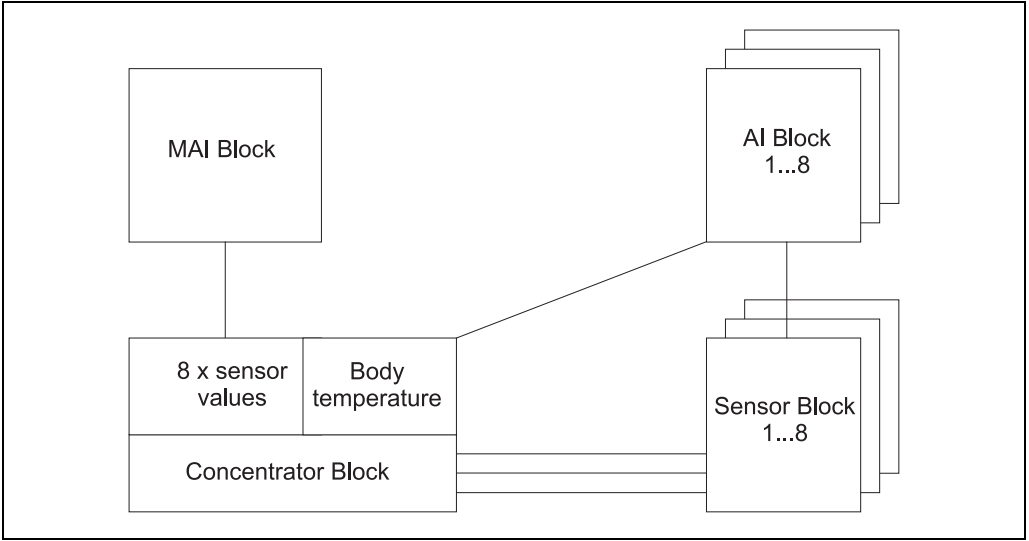 MAI Block
AI Block
1...8
8 x sensor
values
Body
temperature
Sensor Block
1...8
Concentrator Block